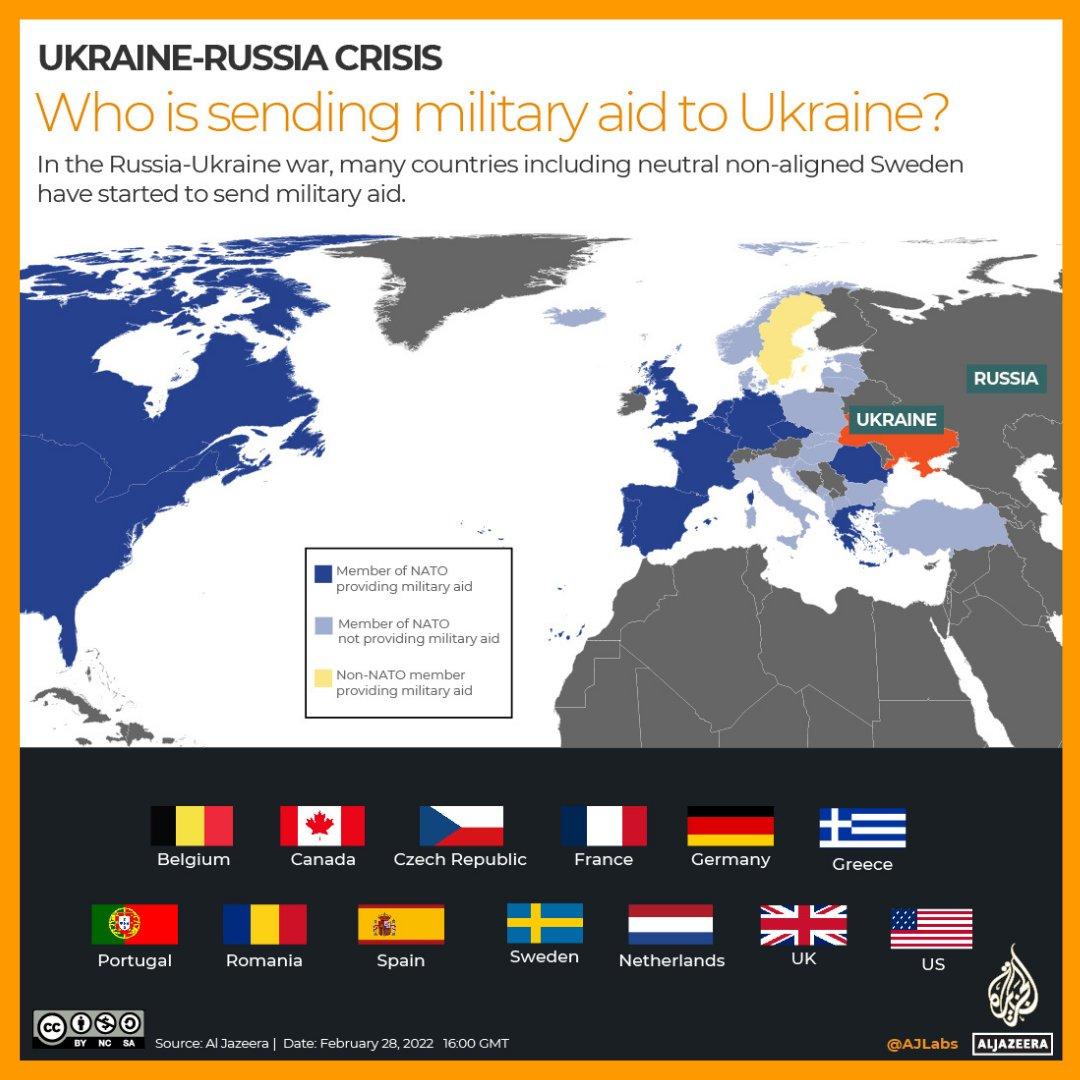 UKRAINE-RUSSIA CRISIS
Who is sending military aid to Ukraine?
In the Russia-Ukraine war, many countries including neutral non-aligned Sweden
have started to send military aid.
RUSSIA
UKRAINE
Member of NATO
providing military aid
Member of NATO
not providing military aid
Non-NATO member
providing military aid
Belgium
Canada
Czech Republic
France
Germany
Greece
Portugal
Romania
Spain
Sweden
Netherlands
UK
US
cc
BY NC SA
Source: Al Jazeera | Date: February 28, 2022 16:00 GMT
@AJLabs
الجزيرة
ALJAZEERA